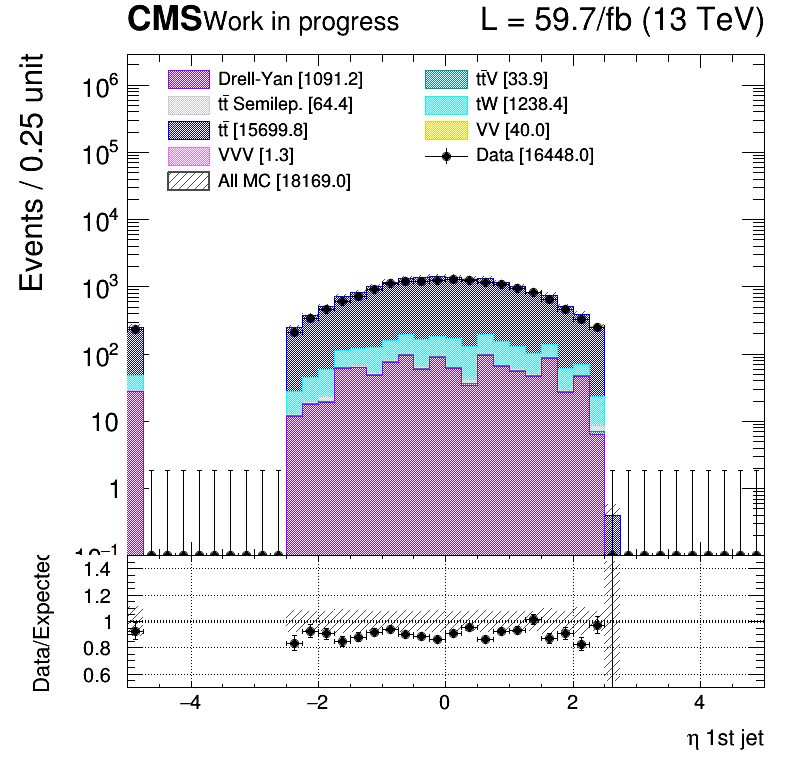 CMS Work in progress L = 59.7/fb (13 TeV)
Events / 0.25 unit
Drell-Yan [1091.2]
tt̄V [33.9]
tt̄ Semilep. [64.4]
tW [1238.4]
tt̄ [15699.8]
VV [40.0]
VVV [1.3]
Data [16448.0]
All MC [18169.0]
10⁶
10⁵
10⁴
10³
10²
10
1
10⁻¹
Data/Expected
1.4
1.2
1
0.8
0.6
−4 −2 0 2 4
η 1st jet